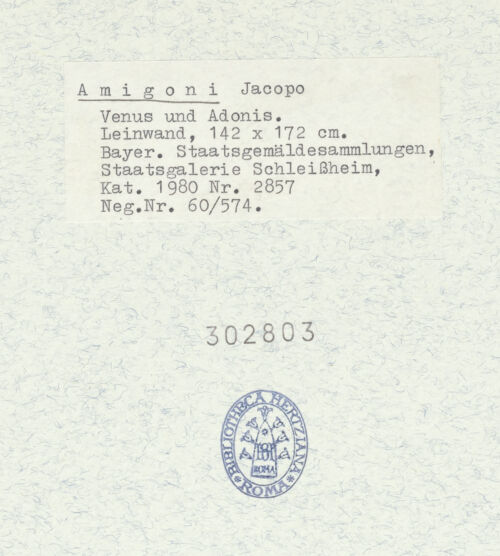 A m i g o n i Jacopo
Venus und Adonis.
Leinwand, 142 x 172 cm.
Bayer. Staatsgemäldesammlungen,
Staatsgalerie Schleißheim,
Kat. 1980 Nr. 2857
Neg.Nr. 60/574.
302803
BIBLIOTHECA HERTZIANA
ROMA
ROMA